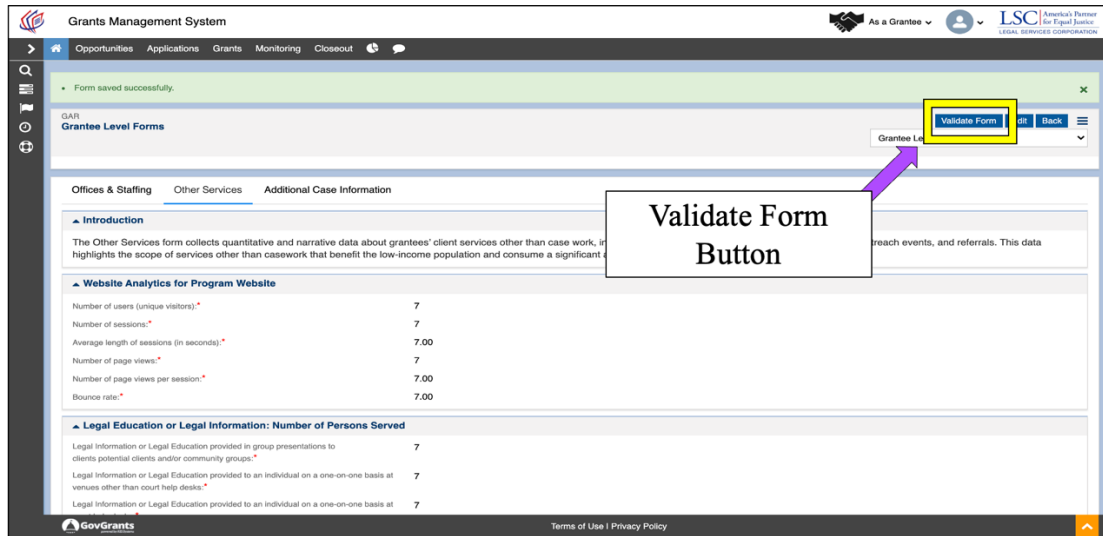 Grants Management System
As a Grantee
LSC America's Partner for Equal Justice
LEGAL SERVICES CORPORATION
Opportunities Applications Grants Monitoring Closeout
Form saved successfully.
GAR
Grantee Level Forms
Validate Form dit Back
Grantee Le
Validate Form
Button
Offices & Staffing Other Services Additional Case Information
Introduction
The Other Services form collects quantitative and narrative data about grantees' client services other than case work, in treach events, and referrals. This data
highlights the scope of services other than casework that benefit the low-income population and consume a significant
Website Analytics for Program Website
Number of users (unique visitors):* 7
Number of sessions:* 7
Average length of sessions (in seconds):* 7.00
Number of page views:* 7
Number of page views per session:* 7.00
Bounce rate:* 7.00
Legal Education or Legal Information: Number of Persons Served
Legal Information or Legal Education provided in group presentations to 7
clients potential clients and/or community groups:*
Legal Information or Legal Education provided to an individual on a one-on-one basis at 7
venues other than court help desks:*
Legal Information or Legal Education provided to an individual on a one-on-one basis at 7
GovGrants
Terms of Use | Privacy Policy